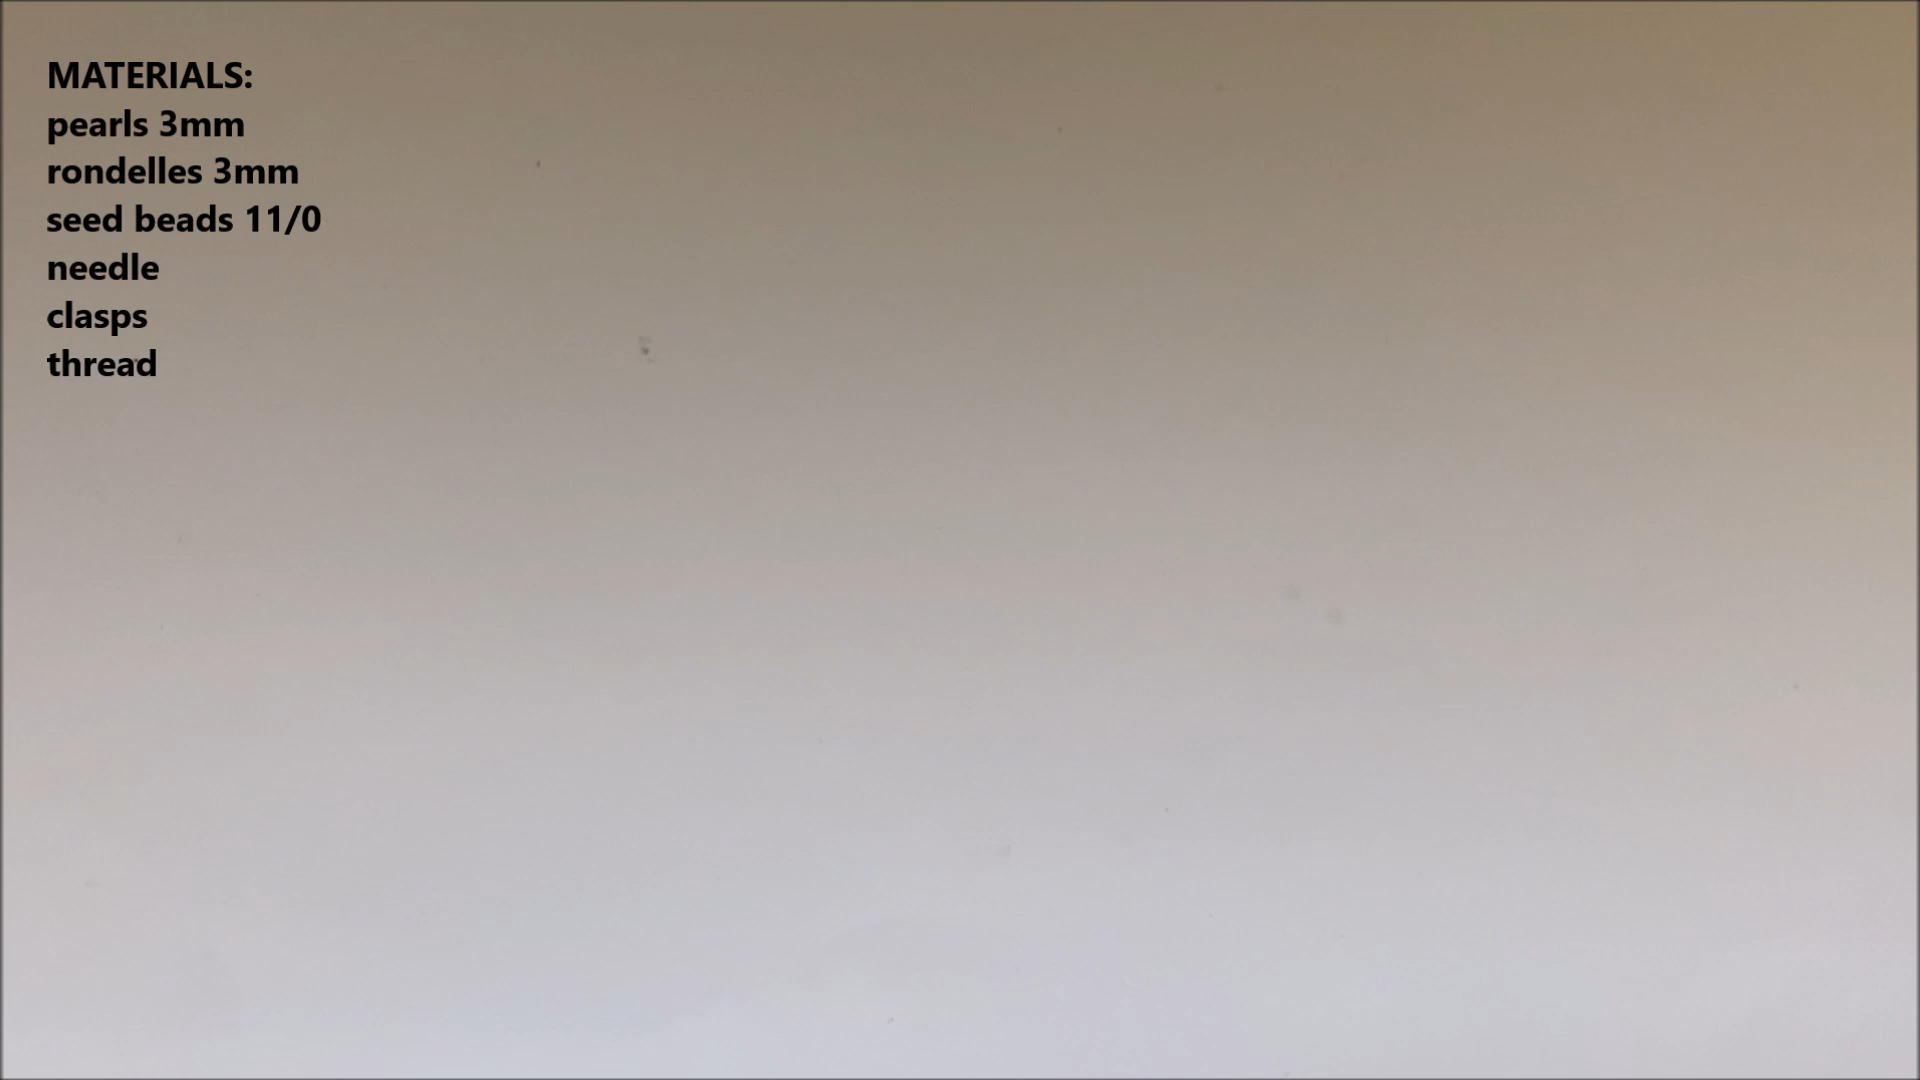 MATERIALS:
pearls 3mm
rondelles 3mm
seed beads 11/0
needle
clasps
thread